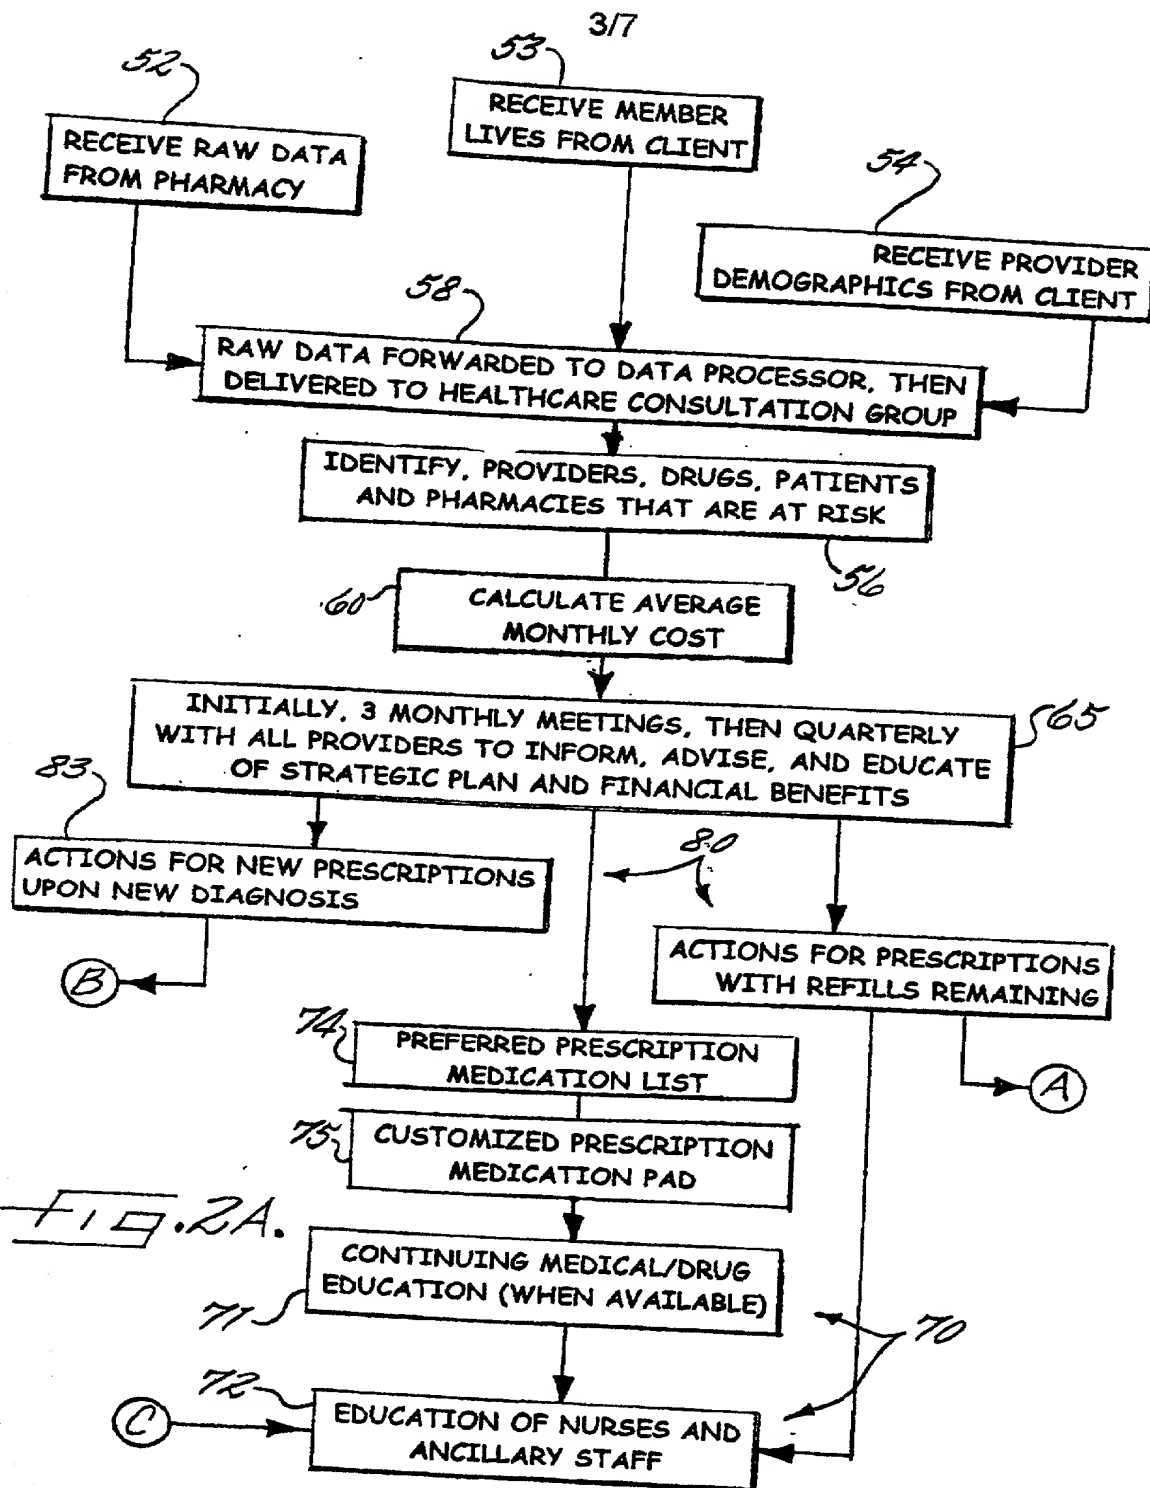 3/7
52
53
RECEIVE MEMBER
LIVES FROM CLIENT
RECEIVE RAW DATA
FROM PHARMACY
54
RECEIVE PROVIDER
DEMOGRAPHICS FROM CLIENT
58
RAW DATA FORWARDED TO DATA PROCESSOR, THEN
DELIVERED TO HEALTHCARE CONSULTATION GROUP
IDENTIFY, PROVIDERS, DRUGS, PATIENTS
AND PHARMACIES THAT ARE AT RISK
56
60
CALCULATE AVERAGE
MONTHLY COST
65
INITIALLY, 3 MONTHLY MEETINGS, THEN QUARTERLY
WITH ALL PROVIDERS TO INFORM, ADVISE, AND EDUCATE
OF STRATEGIC PLAN AND FINANCIAL BENEFITS
83
80
ACTIONS FOR NEW PRESCRIPTIONS
UPON NEW DIAGNOSIS
B
ACTIONS FOR PRESCRIPTIONS
WITH REFILLS REMAINING
A
74
PREFERRED PRESCRIPTION
MEDICATION LIST
75
CUSTOMIZED PRESCRIPTION
MEDICATION PAD
FIG. 2A.
CONTINUING MEDICAL/DRUG
EDUCATION (WHEN AVAILABLE)
71
70
72
C
EDUCATION OF NURSES AND
ANCILLARY STAFF